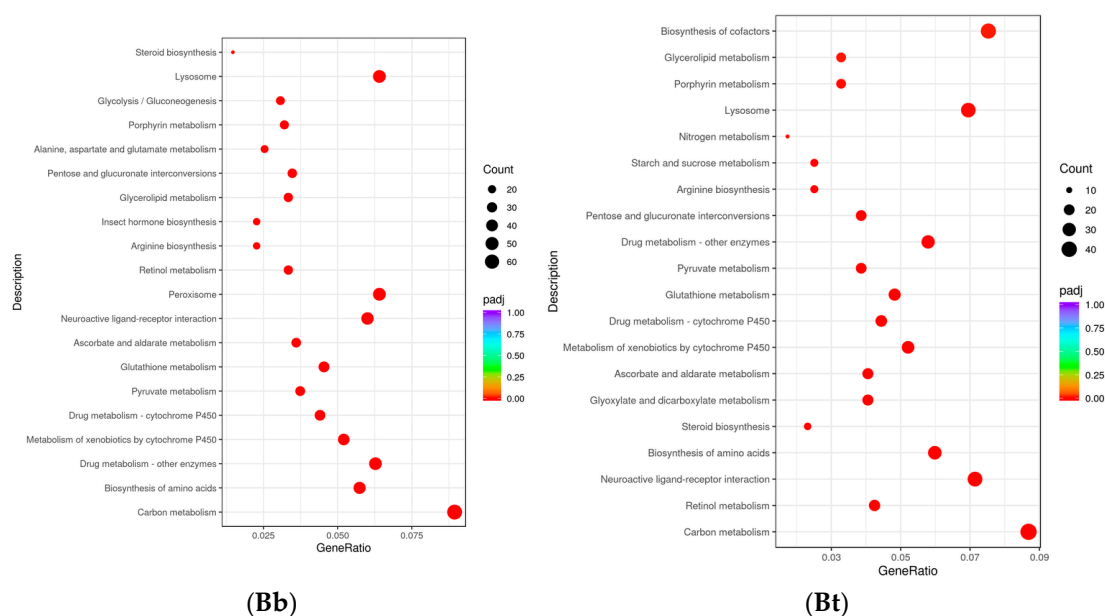 Steroid biosynthesis
Lysosome
Glycolysis / Gluconeogenesis
Porphyrin metabolism
Alanine, aspartate and glutamate metabolism
Pentose and glucuronate interconversions
Glycerolipid metabolism
Insect hormone biosynthesis
Arginine biosynthesis
Retinol metabolism
Peroxisome
Neuroactive ligand-receptor interaction
Ascorbate and aldarate metabolism
Glutathione metabolism
Pyruvate metabolism
Drug metabolism - cytochrome P450
Metabolism of xenobiotics by cytochrome P450
Drug metabolism - other enzymes
Biosynthesis of amino acids
Carbon metabolism
Description
0.025 0.050 0.075
GeneRatio
Count
20
30
40
50
60
padj
1.00
0.75
0.50
0.25
0.00
(Bb)
Biosynthesis of cofactors
Glycerolipid metabolism
Porphyrin metabolism
Lysosome
Nitrogen metabolism
Starch and sucrose metabolism
Arginine biosynthesis
Pentose and glucuronate interconversions
Drug metabolism - other enzymes
Pyruvate metabolism
Glutathione metabolism
Drug metabolism - cytochrome P450
Metabolism of xenobiotics by cytochrome P450
Ascorbate and aldarate metabolism
Glyoxylate and dicarboxylate metabolism
Steroid biosynthesis
Biosynthesis of amino acids
Neuroactive ligand-receptor interaction
Retinol metabolism
Carbon metabolism
Description
0.03 0.05 0.07 0.09
GeneRatio
Count
10
20
30
40
padj
1.00
0.75
0.50
0.25
0.00
(Bt)